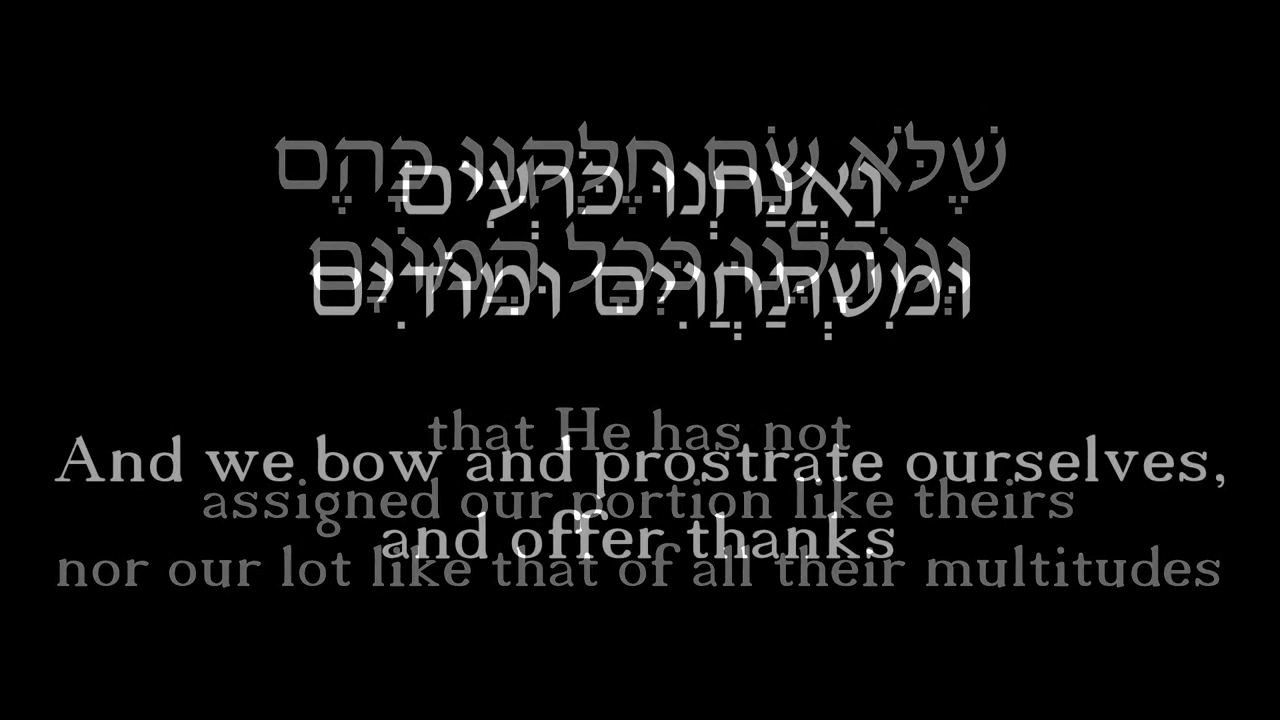 שֶׁלֹּא שָׂם חֶלְקֵנוּ כָּהֶם
וַאֲנַחְנוּ כֹּרְעִים
וְגוֹרָלֵנוּ כְּכָל הֲמוֹנָם
וּמִשְׁתַּחֲוִים וּמוֹדִים
that He has not
And we bow and prostrate ourselves,
assigned our portion like theirs
and offer thanks
nor our lot like that of all their multitudes